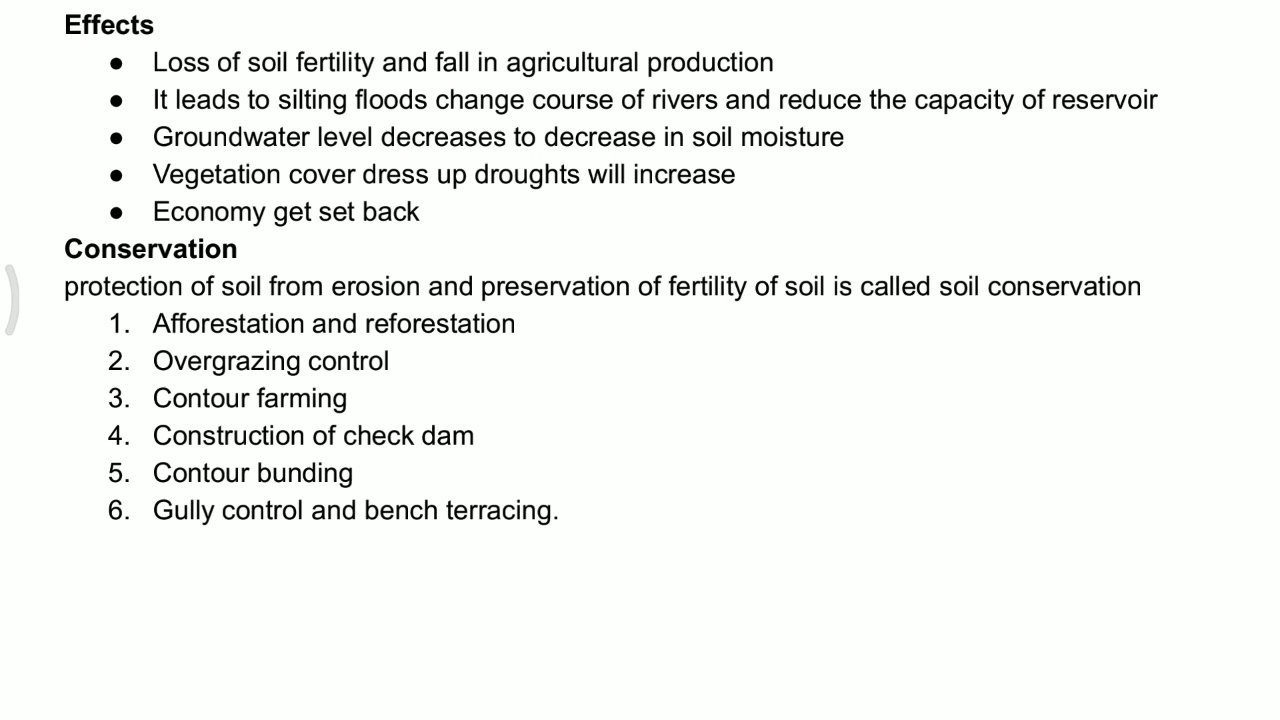 Effects
● Loss of soil fertility and fall in agricultural production
● It leads to silting floods change course of rivers and reduce the capacity of reservoir
● Groundwater level decreases to decrease in soil moisture
● Vegetation cover dress up droughts will increase
● Economy get set back
Conservation
protection of soil from erosion and preservation of fertility of soil is called soil conservation
1. Afforestation and reforestation
2. Overgrazing control
3. Contour farming
4. Construction of check dam
5. Contour bunding
6. Gully control and bench terracing.